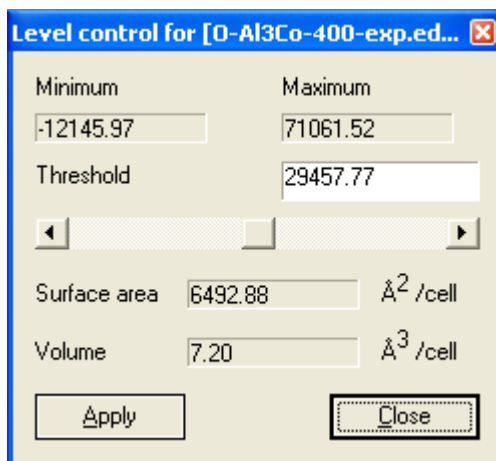 Level control for [O-Al3Co-400-exp.ed...
Minimum Maximum
-12145.97 71061.52
Threshold 29457.77
Surface area 6492.88 Å2 /cell
Volume 7.20 Å3 /cell
Apply Close